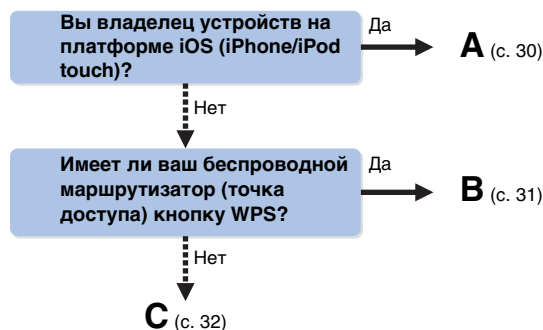 Вы владелец устройств на
платформе iOS (iPhone/iPod
touch)?
Да
A (с. 30)
Нет
Имеет ли ваш беспроводной
маршрутизатор (точка
доступа) кнопку WPS?
Да
B (с. 31)
Нет
C (с. 32)